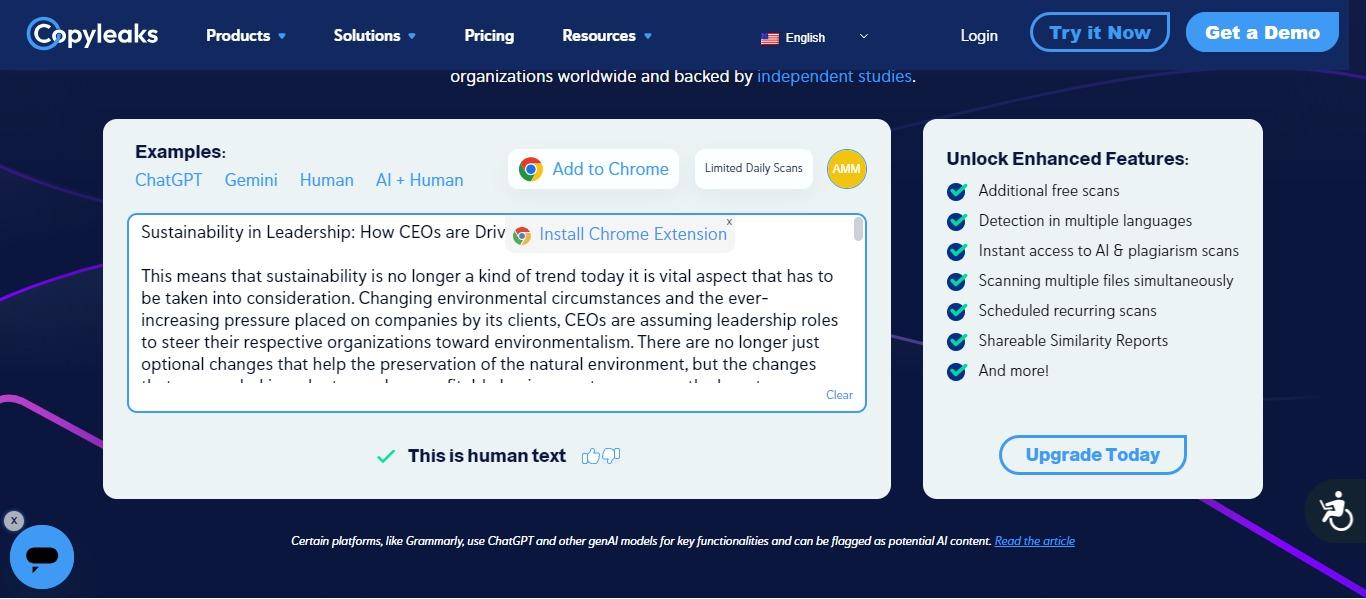 Copyleaks
Products
Solutions
Pricing
Resources
English
Login
Try it Now
Get a Demo
organizations worldwide and backed by independent studies.
Examples:
ChatGPT Gemini Human AI + Human
Add to Chrome
Limited Daily Scans
AMM
Sustainability in Leadership: How CEOs are Driv
Install Chrome Extension
x
This means that sustainability is no longer a kind of trend today it is vital aspect that has to
be taken into consideration. Changing environmental circumstances and the ever-
increasing pressure placed on companies by its clients, CEOs are assuming leadership roles
to steer their respective organizations toward environmentalism. There are no longer just
optional changes that help the preservation of the natural environment, but the changes
Clear
This is human text
Unlock Enhanced Features:
Additional free scans
Detection in multiple languages
Instant access to AI & plagiarism scans
Scanning multiple files simultaneously
Scheduled recurring scans
Shareable Similarity Reports
And more!
Upgrade Today
x
Certain platforms, like Grammarly, use ChatGPT and other genAI models for key functionalities and can be flagged as potential AI content. Read the article